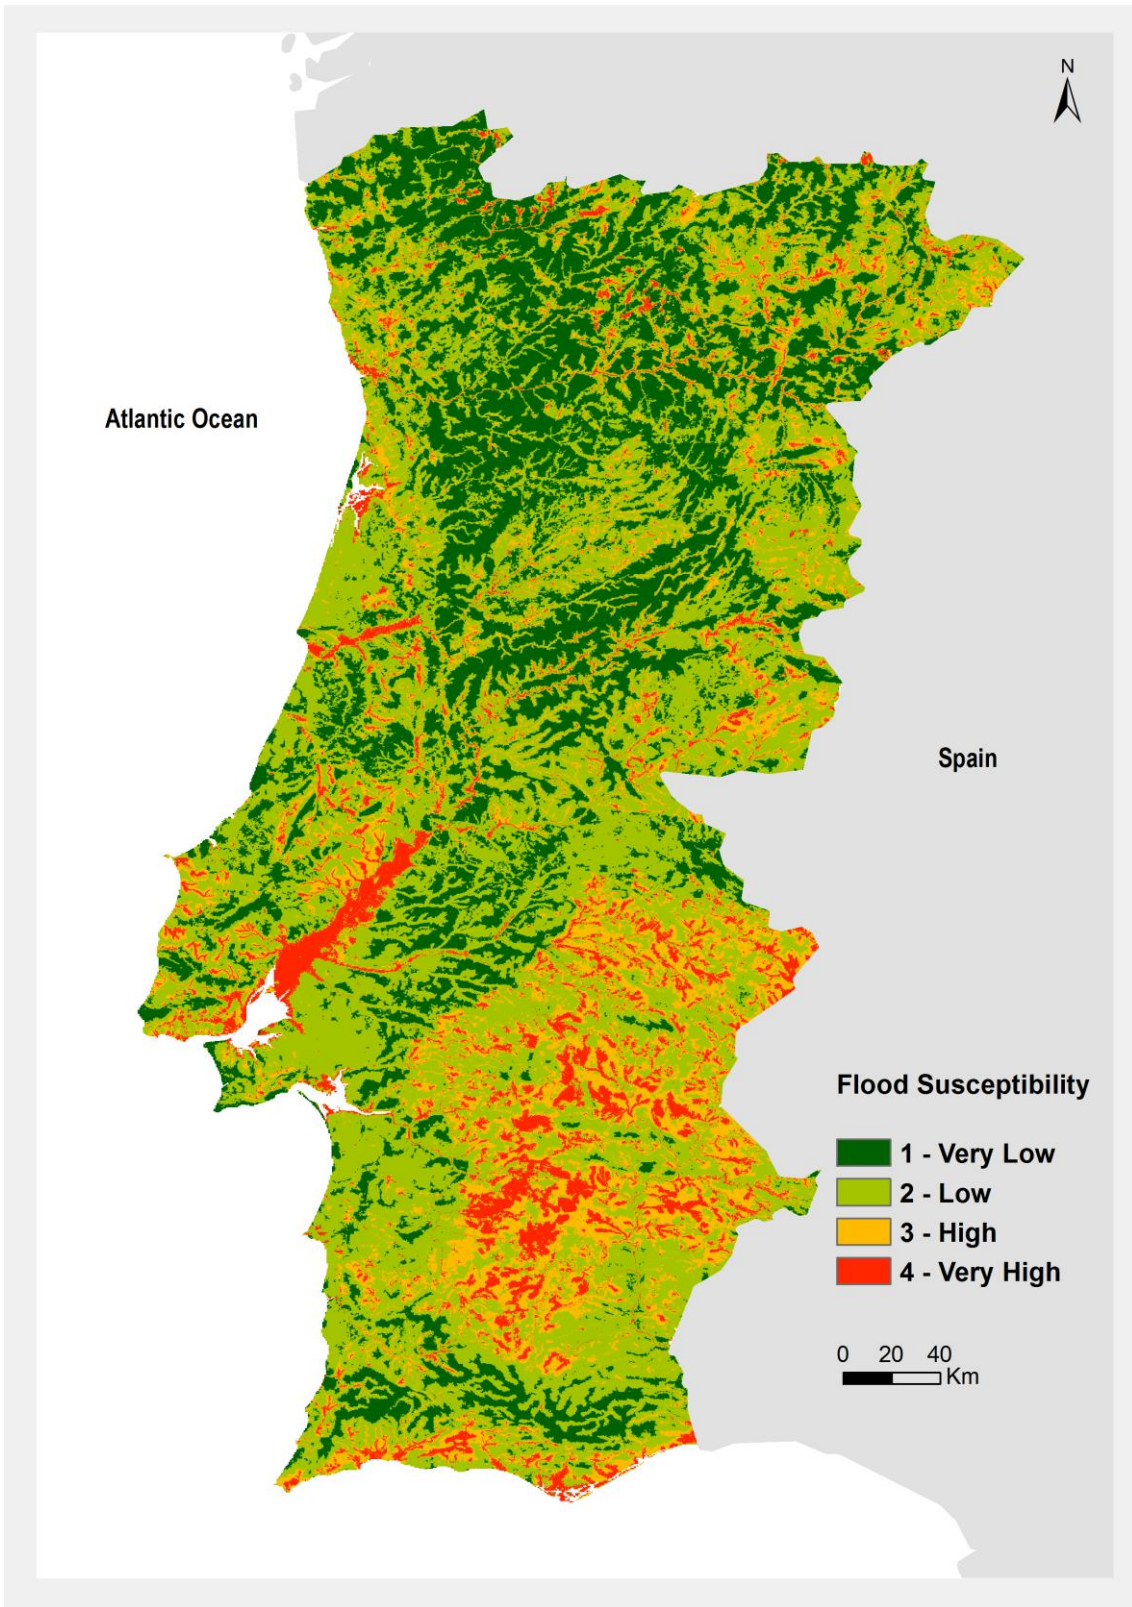 N
Atlantic Ocean
Spain
Flood Susceptibility
1 - Very Low
2 - Low
3 - High
4 - Very High
0 20 40
Km